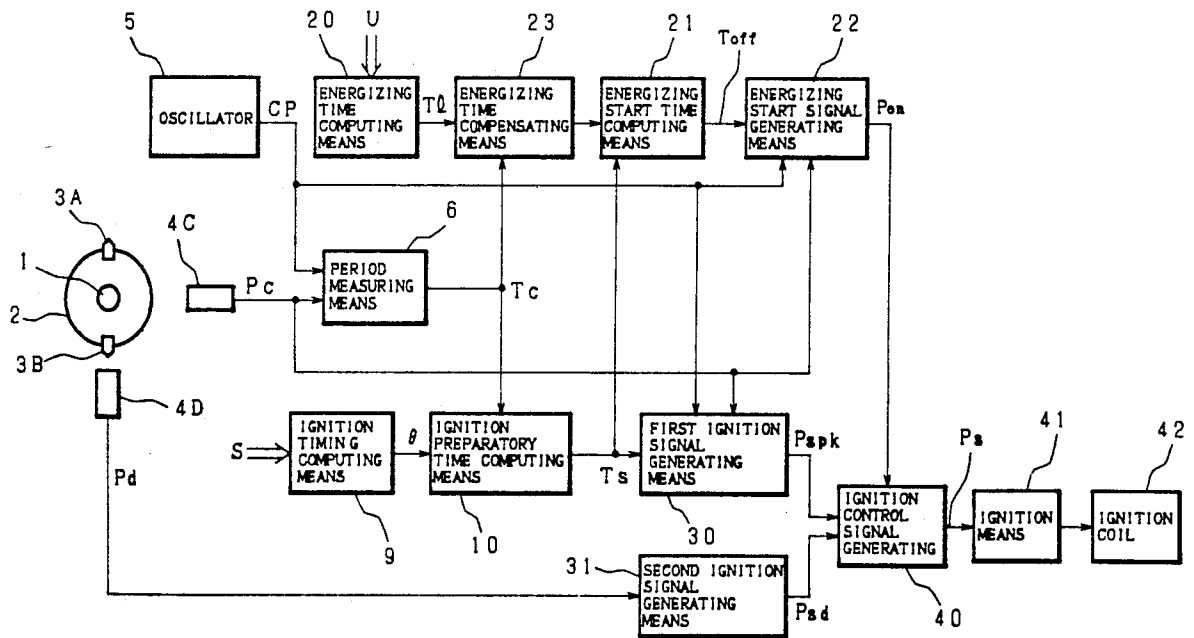 5
OSCILLATOR
CP
20
U
ENERGIZING
TIME
COMPUTING
MEANS
Tℓ
23
ENERGIZING
TIME
COMPENSATING
MEANS
21
ENERGIZING
START TIME
COMPUTING
MEANS
Toff
22
ENERGIZING
START SIGNAL
GENERATING
MEANS
Pon
3A
1
2
3B
4C
Pc
6
PERIOD
MEASURING
MEANS
Tc
4D
Pd
S
IGNITION
TIMING
COMPUTING
MEANS
9
θ
IGNITION
PREPARATORY
TIME COMPUTING
MEANS
10
Ts
FIRST IGNITION
SIGNAL
GENERATING
MEANS
30
Pspk
31
SECOND IGNITION
SIGNAL
GENERATING
MEANS
Psd
IGNITION
CONTROL
SIGNAL
GENERATING
40
Ps
41
IGNITION
MEANS
42
IGNITION
COIL